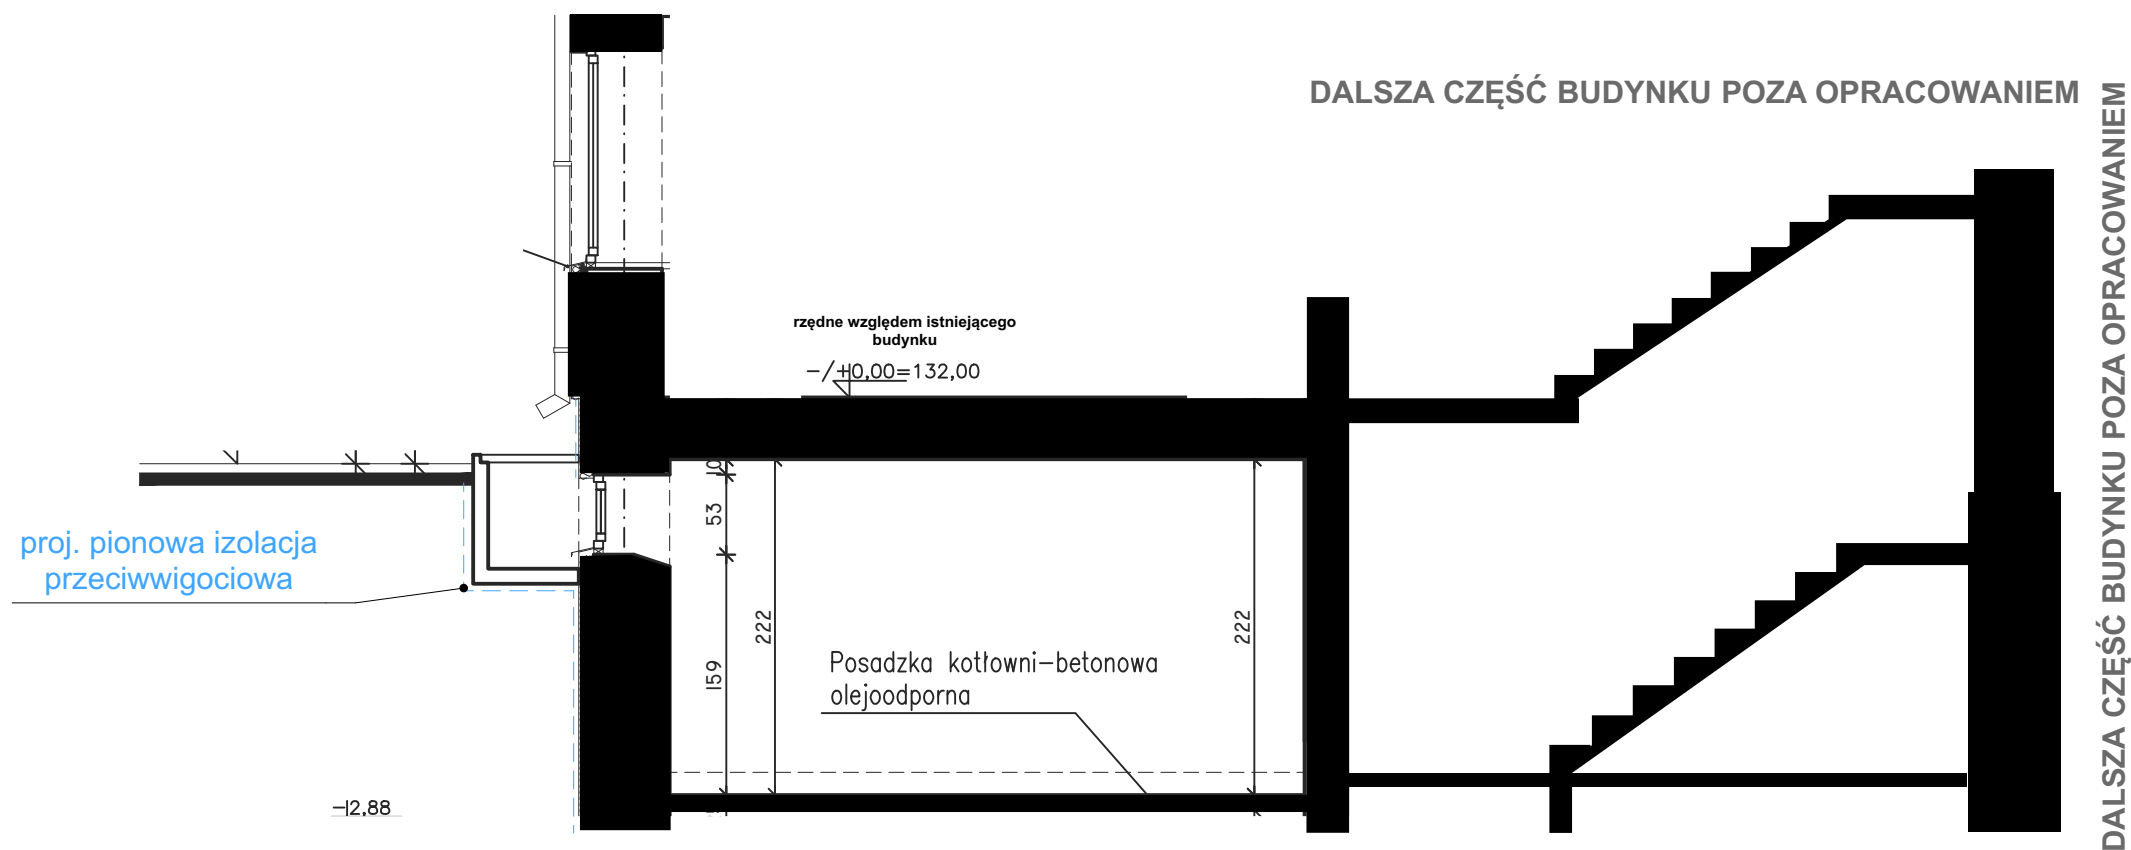 DALSZA CZĘŚĆ BUDYNKU POZA OPRACOWANIEM
DALSZA CZĘŚĆ BUDYNKU POZA OPRACOWANIEM
rzędne względem istniejącego
budynku
-/+0,00=132,00
10
53
159
222
222
proj. pionowa izolacja
przeciwwigociowa
Posadzka kotłowni-betonowa
olejoodporna
-12,88